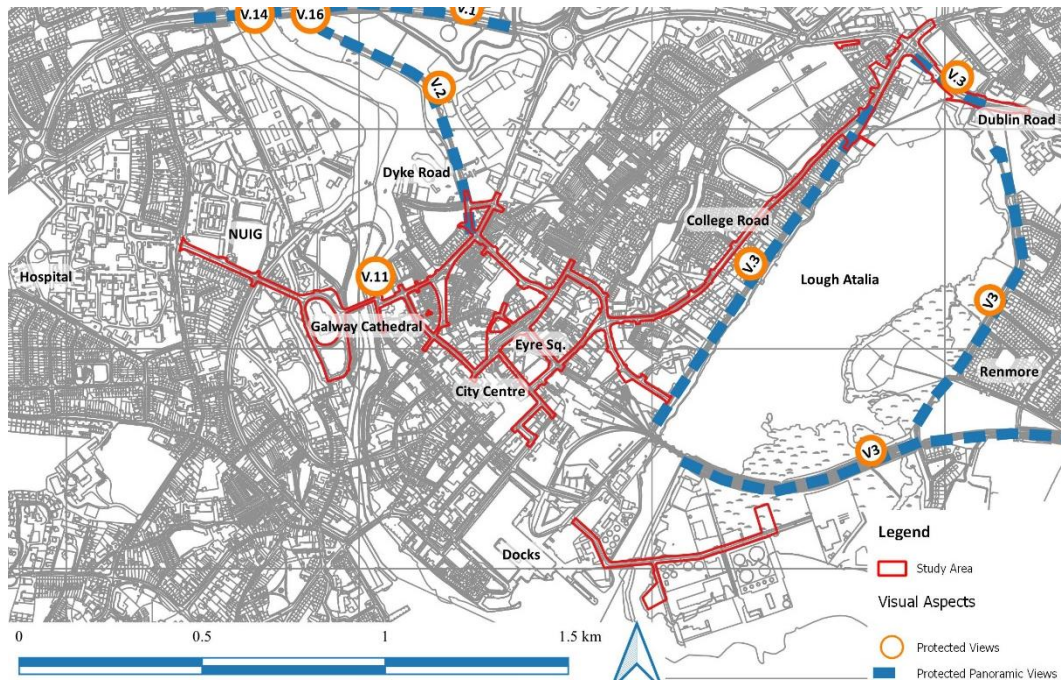 V.14
V.16
V.1
V.2
V.3
Dublin Road
Dyke Road
College Road
NUIG
V.11
V.3
Lough Atalia
Hospital
V3
Galway Cathedral
Eyre Sq.
City Centre
Renmore
V3
Docks
Legend
Study Area
Visual Aspects
Protected Views
Protected Panoramic Views
0 0.5 1 1.5 km